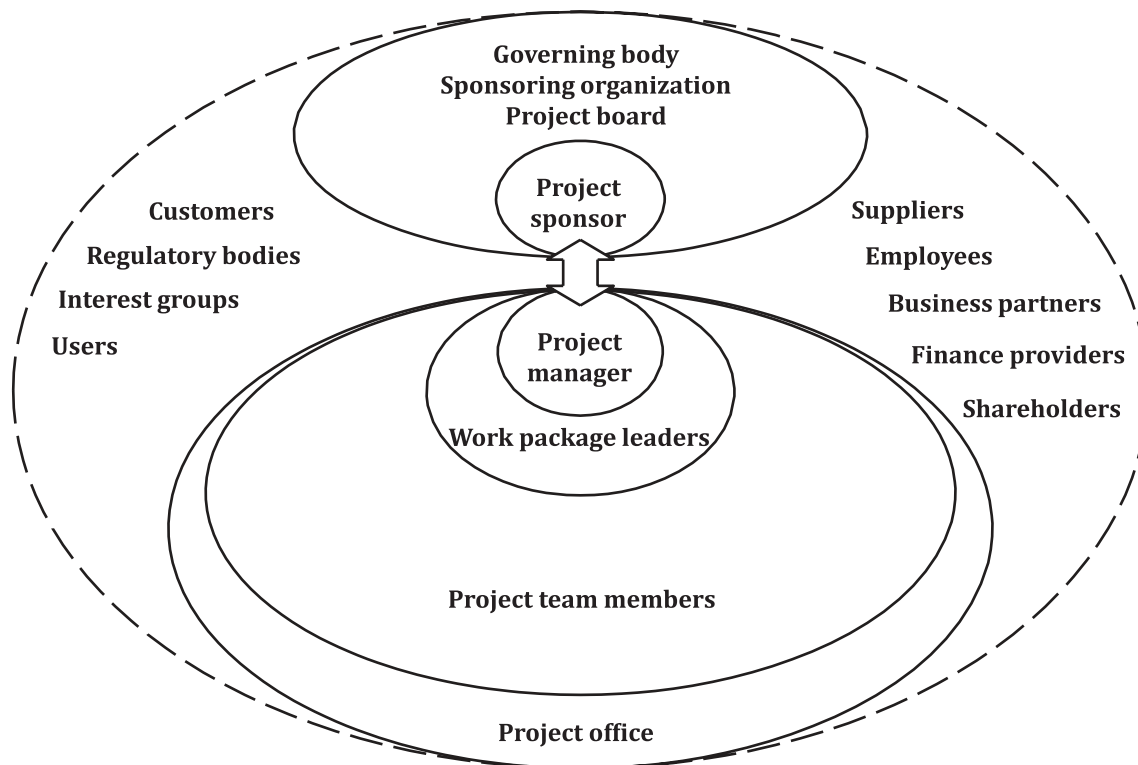 Governing body
Sponsoring organization
Project board
Project
sponsor
Customers
Regulatory bodies
Interest groups
Users
Suppliers
Employees
Business partners
Finance providers
Shareholders
Project
manager
Work package leaders
Project team members
Project office